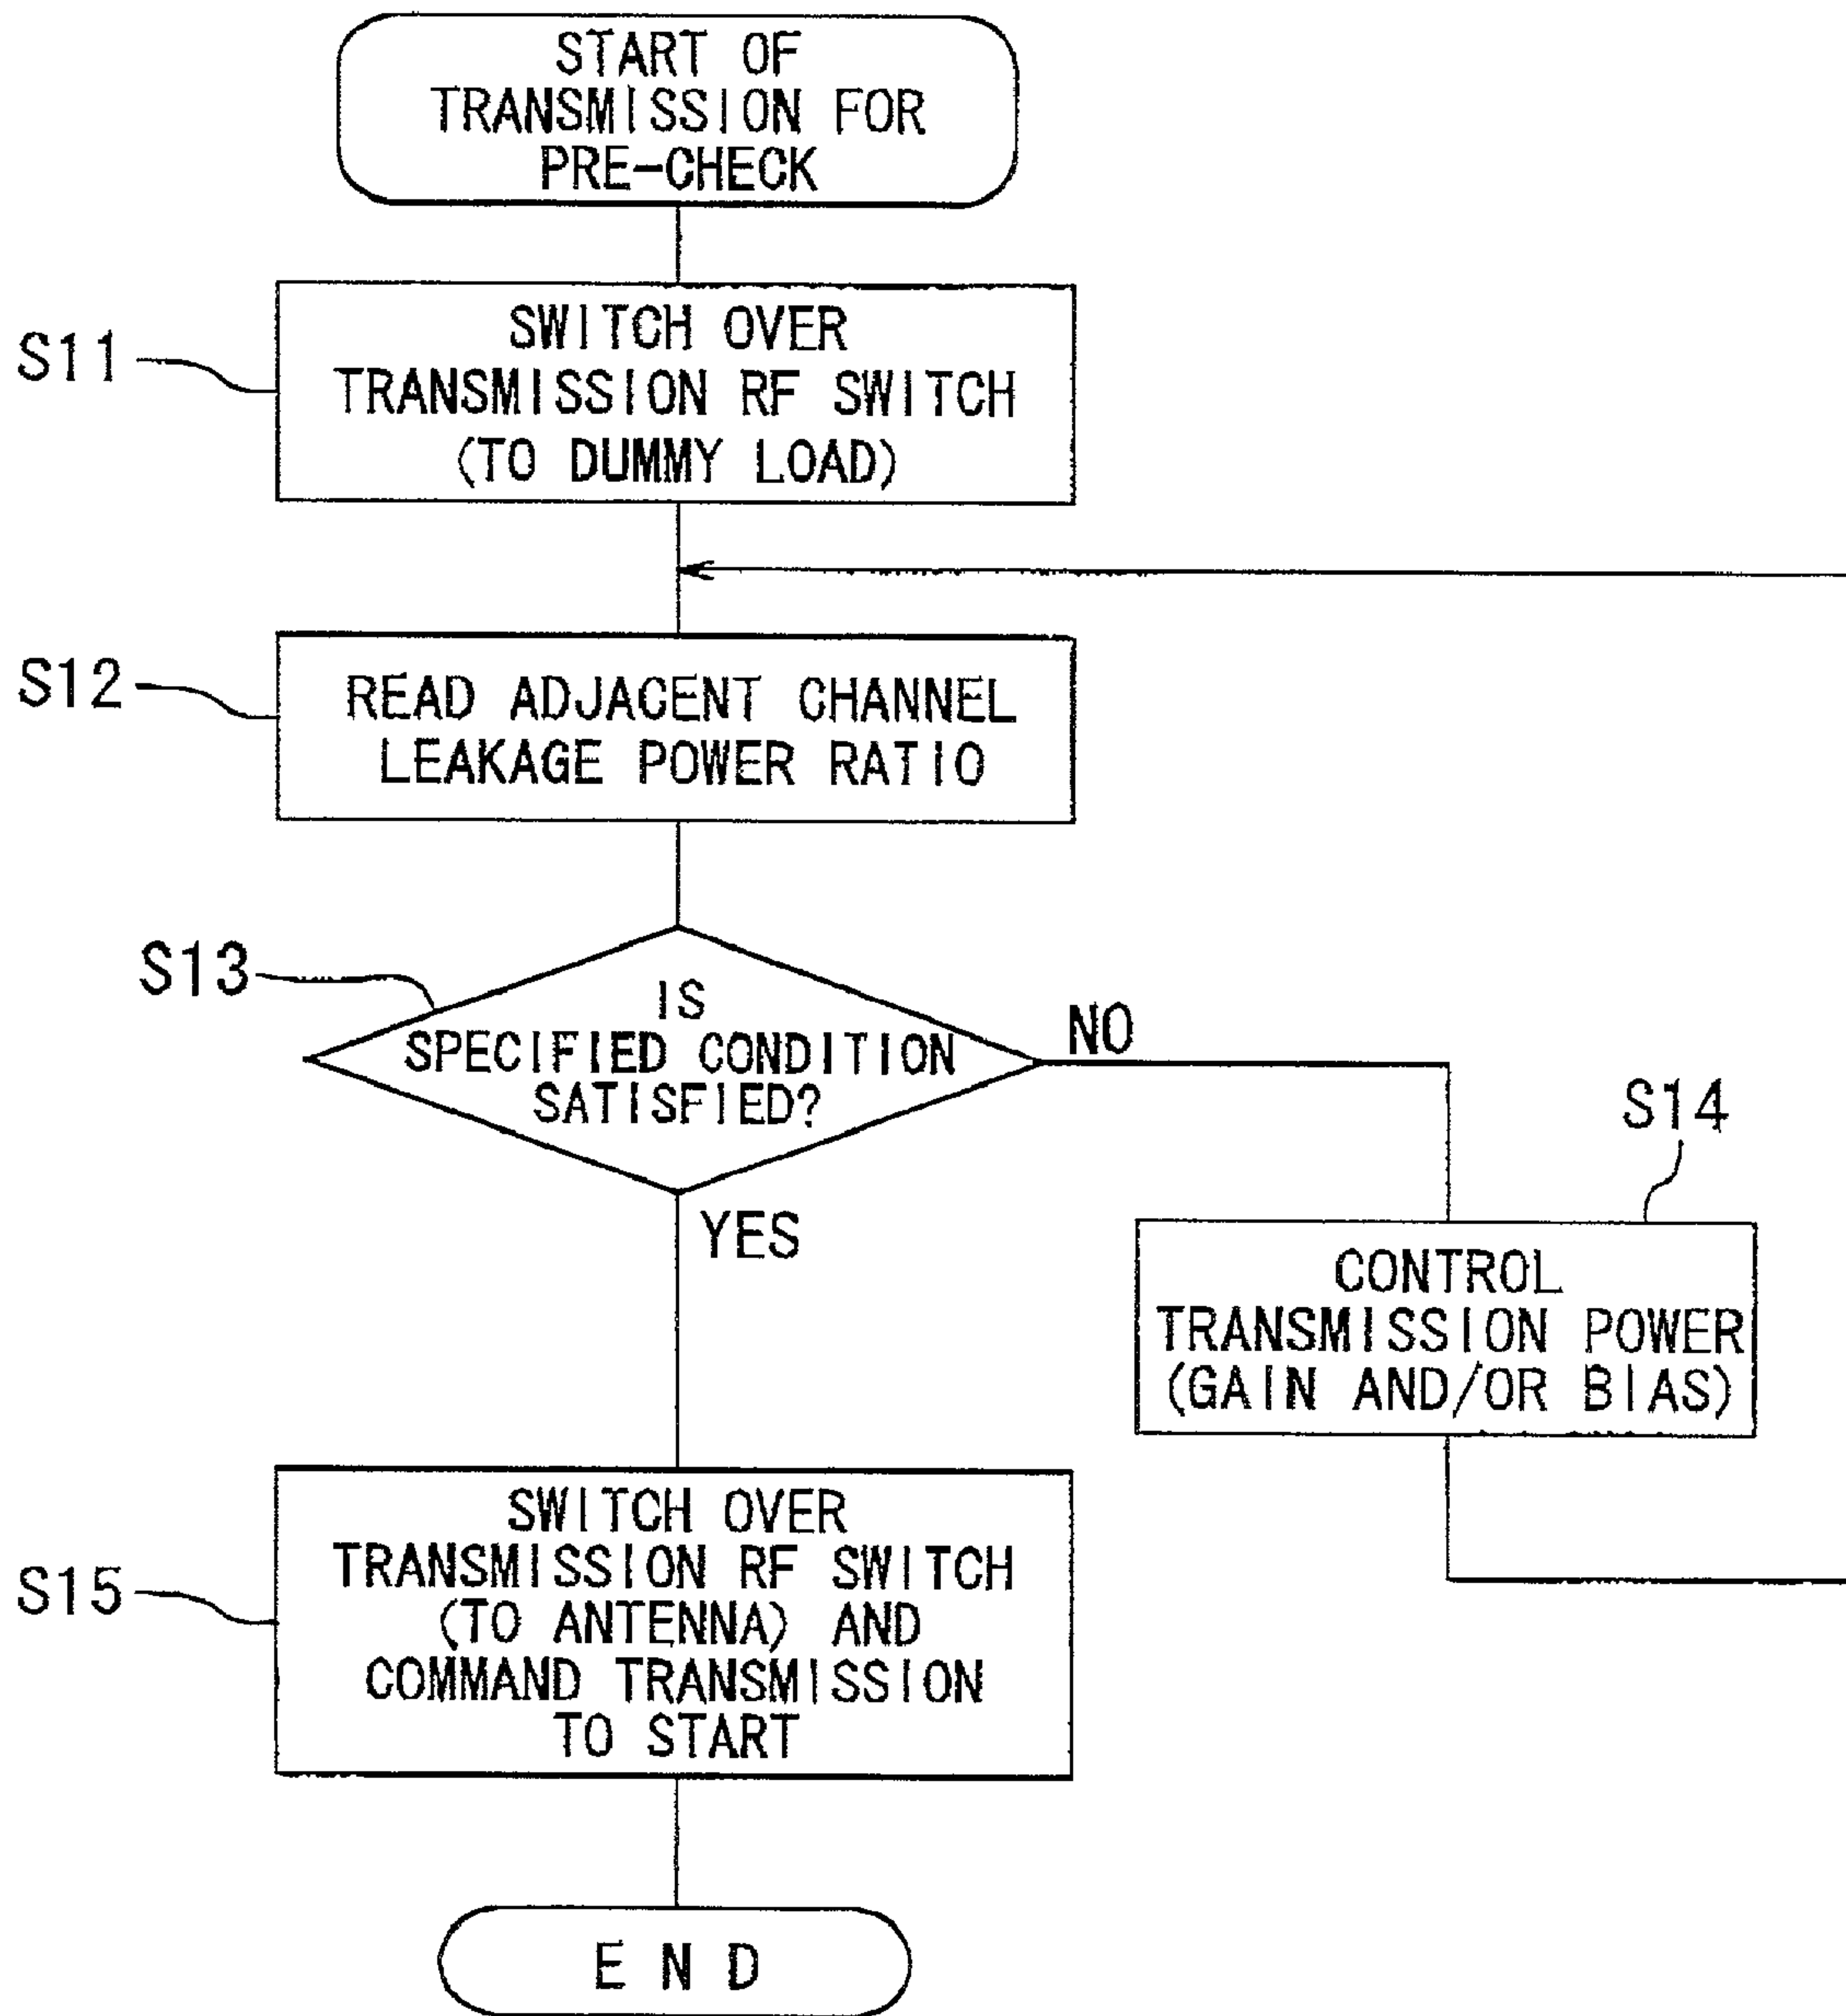 START OF
TRANSMISSION FOR
PRE-CHECK
S11
SWITCH OVER
TRANSMISSION RF SWITCH
(TO DUMMY LOAD)
S12
READ ADJACENT CHANNEL
LEAKAGE POWER RATIO
S13
IS
SPECIFIED CONDITION
SATISFIED?
NO
YES
S14
CONTROL
TRANSMISSION POWER
(GAIN AND/OR BIAS)
S15
SWITCH OVER
TRANSMISSION RF SWITCH
(TO ANTENNA) AND
COMMAND TRANSMISSION
TO START
END